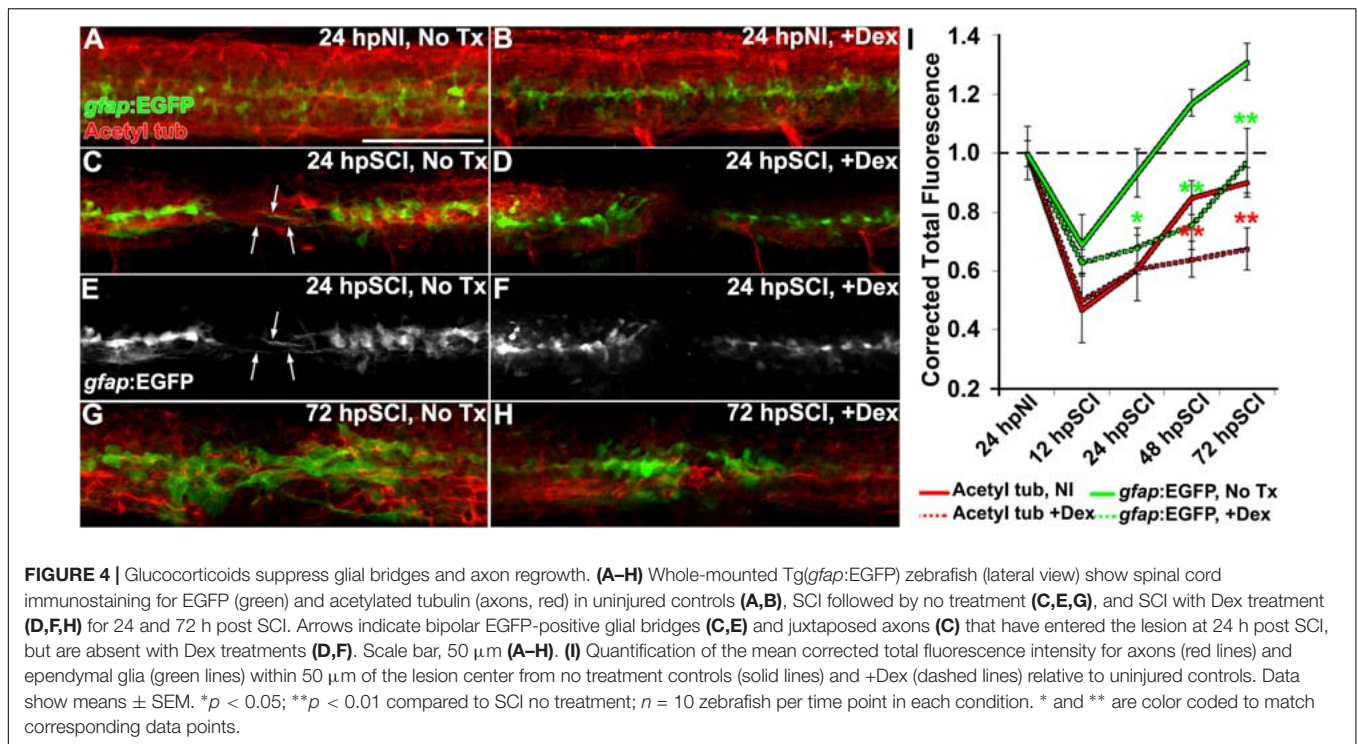 A 24 hpNI, No Tx
gfap:EGFP
Acetyl tub
B 24 hpNI, +Dex
C 24 hpSCI, No Tx
D 24 hpSCI, +Dex
E 24 hpSCI, No Tx
gfap:EGFP
F 24 hpSCI, +Dex
G 72 hpSCI, No Tx
H 72 hpSCI, +Dex
I
Corrected Total Fluorescence
1.4
1.2
1.0
0.8
0.6
0.4
0.2
**
*
**
**
**
24 hpNI
12 hpSCI
24 hpSCI
48 hpSCI
72 hpSCI
Acetyl tub, NI
gfap:EGFP, No Tx
Acetyl tub +Dex
gfap:EGFP, +Dex
FIGURE 4 | Glucocorticoids suppress glial bridges and axon regrowth. (A–H) Whole-mounted Tg(gfap:EGFP) zebrafish (lateral view) show spinal cord
immunostaining for EGFP (green) and acetylated tubulin (axons, red) in uninjured controls (A,B), SCI followed by no treatment (C,E,G), and SCI with Dex treatment
(D,F,H) for 24 and 72 h post SCI. Arrows indicate bipolar EGFP-positive glial bridges (C,E) and juxtaposed axons (C) that have entered the lesion at 24 h post SCI,
but are absent with Dex treatments (D,F). Scale bar, 50 μm (A–H). (I) Quantification of the mean corrected total fluorescence intensity for axons (red lines) and
ependymal glia (green lines) within 50 μm of the lesion center from no treatment controls (solid lines) and +Dex (dashed lines) relative to uninjured controls. Data
show means ± SEM. *p < 0.05; **p < 0.01 compared to SCI no treatment; n = 10 zebrafish per time point in each condition. * and ** are color coded to match
corresponding data points.